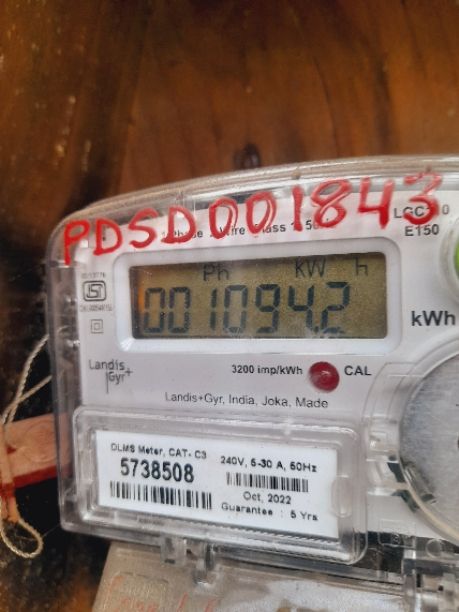 PDSD001843
E150
Ph kW h
001094.2
kWh
Landis
Gyr+
3200 imp/kWh CAL
Landis+Gyr, India, Joka, Made
DLMS Meter, CAT- C3
5738508
240V, 5-30 A, 50Hz
Oct, 2022
Guarantee : 5 Yrs